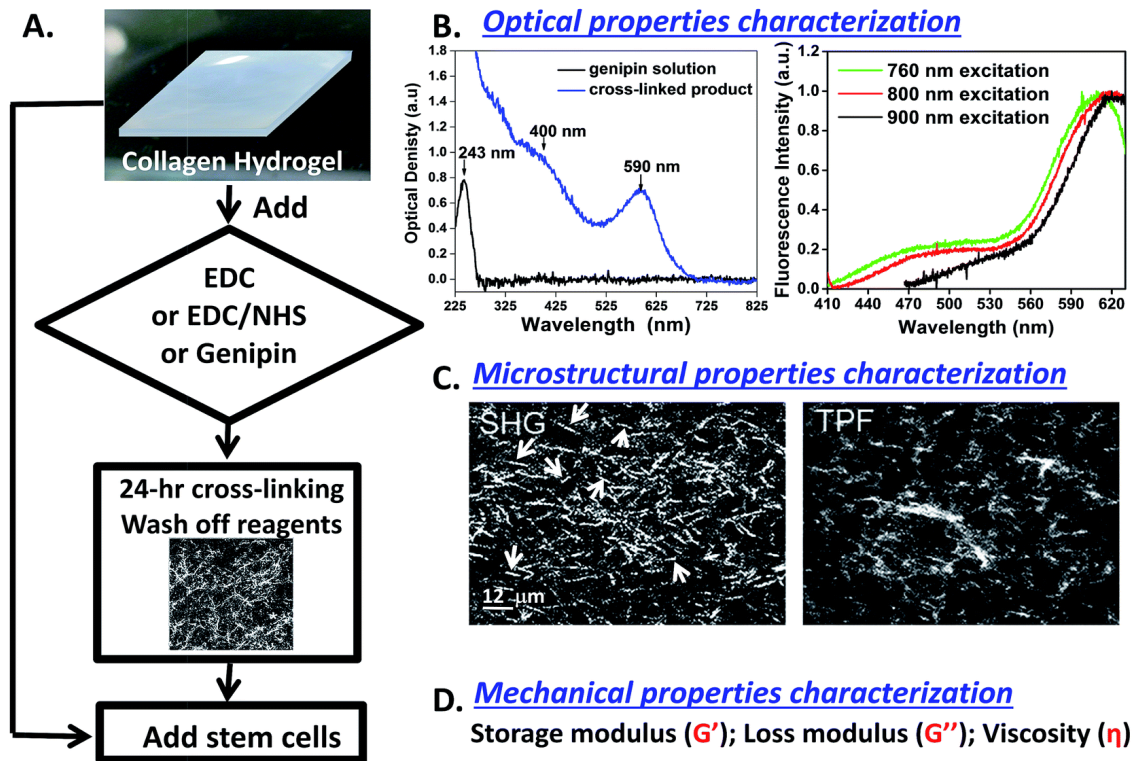 A.
Collagen Hydrogel
Add
EDC
or EDC/NHS
or Genipin
24-hr cross-linking
Wash off reagents
Add stem cells
B. Optical properties characterization
1.8
1.6
1.4
1.2
1.0
0.8
0.6
0.4
0.2
0.0
Optical Denisty (a.u)
genipin solution
cross-linked product
243 nm
400 nm
590 nm
225 325 425 525 625 725 825
Wavelength (nm)
1.2
1.0
0.8
0.6
0.4
0.2
0.0
Fluorescence Intensity (a.u.)
760 nm excitation
800 nm excitation
900 nm excitation
410 440 470 500 530 560 590 620
Wavelength (nm)
C. Microstructural properties characterization
SHG
12 μm
TPF
D. Mechanical properties characterization
Storage modulus (G’); Loss modulus (G’’); Viscosity (η)